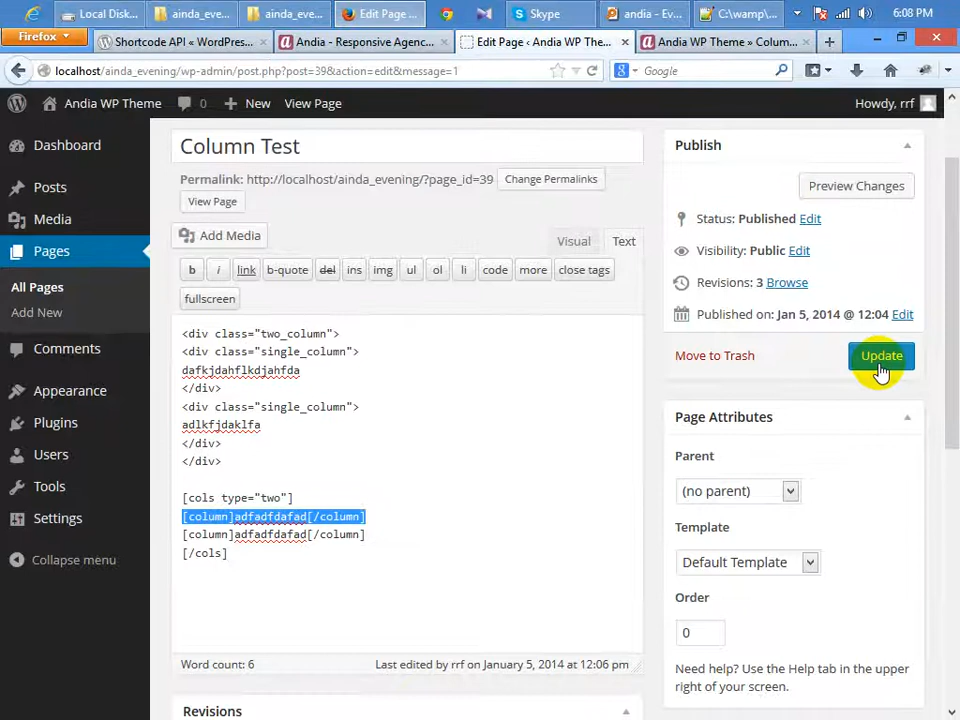 Local Disk...
ainda_eveni...
ainda_eveni...
Edit Page ...
Skype
andia - Ev...
C:\wamp\...
6:08 PM
Firefox
Shortcode API « WordPres...
Andia - Responsive Agenc...
Edit Page ‹ Andia WP The...
Andia WP Theme » Colum...
localhost/ainda_evening/wp-admin/post.php?post=39&action=edit&message=1
Google
Andia WP Theme
0
New
View Page
Howdy, rrf
Dashboard
Posts
Media
Pages
All Pages
Add New
Comments
Appearance
Plugins
Users
Tools
Settings
Collapse menu
Column Test
Permalink: http://localhost/ainda_evening/?page_id=39
Change Permalinks
View Page
Add Media
Visual
Text
b
i
link
b-quote
del
ins
img
ul
ol
li
code
more
close tags
fullscreen
<div class="two_column">
<div class="single_column">
dafkjdahflkdjahfda
</div>
<div class="single_column">
adlkfjdaklfa
</div>
</div>
[cols type="two"]
[column]adfadfdafad[/column]
[column]adfadfdafad[/column]
[/cols]
Word count: 6
Last edited by rrf on January 5, 2014 at 12:06 pm
Revisions
Publish
Preview Changes
Status: Published Edit
Visibility: Public Edit
Revisions: 3 Browse
Published on: Jan 5, 2014 @ 12:04 Edit
Move to Trash
Update
Page Attributes
Parent
(no parent)
Template
Default Template
Order
0
Need help? Use the Help tab in the upper
right of your screen.